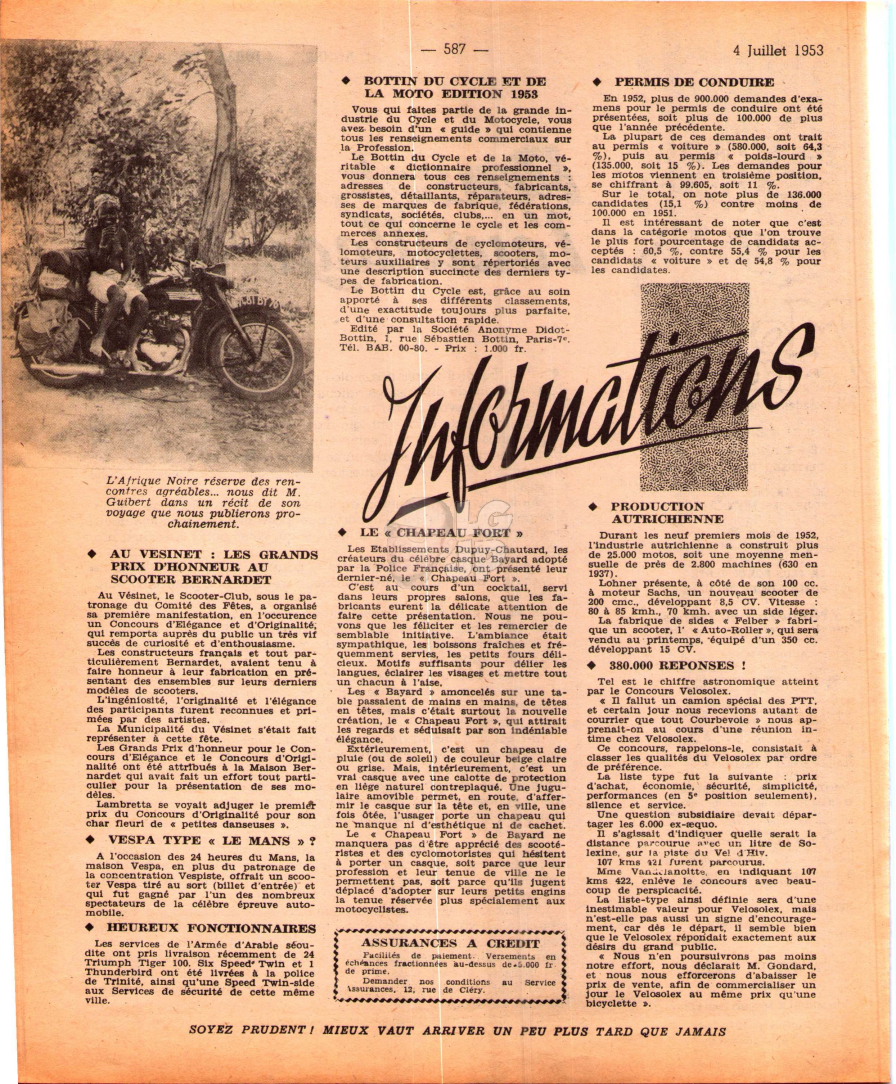 — 587 —
4 Juillet 1953
L'Afrique Noire réserve des ren-
contres agréables... nous dit M.
Guibert dans un récit de son
voyage que nous publierons pro-
chainement.
◆ AU VESINET : LES GRANDS
PRIX D'HONNEUR AU
SCOOTER BERNARDET
Au Vésinet, le Scooter-Club, sous le pa-
tronage du Comité des Fêtes, a organisé
sa première manifestation, en l'occurence
un Concours d'Elégance et d'Originalité,
qui remporta auprès du public un très vif
succès de curiosité et d'enthousiasme.
Les constructeurs français et tout par-
ticulièrement Bernardet, avaient tenu à
faire honneur à leur fabrication en pré-
sentant des ensembles sur leurs derniers
modèles de scooters.
L'ingéniosité, l'originalité et l'élégance
des participants furent reconnues et pri-
mées par des artistes.
La Municipalité du Vésinet s'était fait
représenter à cette fête.
Les Grands Prix d'honneur pour le Con-
cours d'Elégance et le Concours d'Origi-
nalité ont été attribués à la Maison Ber-
nardet qui avait fait un effort tout parti-
culier pour la présentation de ses mo-
dèles.
Lambretta se voyait adjuger le premier
prix du Concours d'Originalité pour son
char fleuri de « petites danseuses ».
◆ VESPA TYPE « LE MANS » ?
A l'occasion des 24 heures du Mans, la
maison Vespa, en plus du patronage de
la concentration Vespiste, offrait un scoo-
ter Vespa tiré au sort (billet d'entrée) et
qui fut gagné par l'un des nombreux
spectateurs de la célèbre épreuve auto-
mobile.
◆ HEUREUX FONCTIONNAIRES
Les services de l'Armée d'Arabie séou-
dite ont pris livraison récemment de 24
Triumph Tiger 100. Six Speed Twin et 1
Thunderbird ont été livrées à la police
de Trinité, ainsi qu'une Speed Twin-side
aux Services de sécurité de cette même
ville.
◆ BOTTIN DU CYCLE ET DE
LA MOTO EDITION 1953
Vous qui faites partie de la grande in-
dustrie du Cycle et du Motocycle, vous
avez besoin d'un « guide » qui contienne
tous les renseignements commerciaux sur
la Profession.
Le Bottin du Cycle et de la Moto, vé-
ritable « dictionnaire professionnel »,
vous donnera tous ces renseignements :
adresses de constructeurs, fabricants,
grossistes, détaillants, réparateurs, adres-
ses de marques de fabrique, fédérations,
syndicats, sociétés, clubs,... en un mot,
tout ce qui concerne le cycle et les com-
merces annexes.
Les constructeurs de cyclomoteurs, vé-
lomoteurs, motocyclettes, scooters, mo-
teurs auxiliaires y sont répertoriés avec
une description succincte des derniers ty-
pes de fabrication.
Le Bottin du Cycle est, grâce au soin
apporté à ses différents classements,
d'une exactitude toujours plus parfaite,
et d'une consultation rapide.
Edité par la Société Anonyme Didot-
Bottin, 1, rue Sébastien Bottin, Paris-7e.
Tél. BAB. 00-80. - Prix : 1.000 fr.
◆ PERMIS DE CONDUIRE
En 1952, plus de 900.000 demandes d'exa-
mens pour le permis de conduire ont été
présentées, soit plus de 100.000 de plus
que l'année précédente.
La plupart de ces demandes ont trait
au permis « voiture » (580.000, soit 64,3
%), puis au permis « poids-lourd »
(135.000, soit 15 %). Les demandes pour
les motos viennent en troisième position,
se chiffrant à 99.605, soit 11 %.
Sur le total, on note plus de 136.000
candidates (15,1 %) contre moins de
100.000 en 1951.
Il est intéressant de noter que c'est
dans la catégorie motos que l'on trouve
le plus fort pourcentage de candidats ac-
ceptés : 60,5 %, contre 55,4 % pour les
candidats « voiture » et de 54,8 % pour
les candidates.
Informations
◆ LE « CHAPEAU FORT »
Les Etablissements Dupuy-Chautard, les
créateurs du célèbre casque Bayard adopté
par la Police Française, ont présenté leur
dernier-né, le « Chapeau Fort ».
C'est au cours d'un cocktail, servi
dans leurs propres salons, que les fa-
bricants eurent la délicate attention de
faire cette présentation. Nous ne pou-
vons que les féliciter et les remercier de
semblable initiative. L'ambiance était
sympathique, les boissons fraîches et fré-
quemment servies, les petits fours déli-
cieux. Motifs suffisants pour délier les
langues, éclairer les visages et mettre tout
un chacun à l'aise.
Les « Bayard » amoncelés sur une ta-
ble passaient de mains en mains, de têtes
en têtes, mais c'était surtout la nouvelle
création, le « Chapeau Fort », qui attirait
les regards et séduisait par son indéniable
élégance.
Extérieurement, c'est un chapeau de
pluie (ou de soleil) de couleur beige claire
ou grise. Mais, intérieurement, c'est un
vrai casque avec une calotte de protection
en liège naturel contreplaqué. Une jugu-
laire amovible permet, en route, d'affer-
mir le casque sur la tête et, en ville, une
fois ôtée, l'usager porte un chapeau qui
ne manque ni d'esthétique ni de cachet.
Le « Chapeau Fort » de Bayard ne
manquera pas d'être apprécié des scooté-
ristes et des cyclomotoristes qui hésitent
à porter un casque, soit parce que leur
profession et leur tenue de ville ne le
permettent pas, soit parce qu'ils jugent
déplacé d'adopter sur leurs petits engins
la tenue réservée plus spécialement aux
motocyclistes.
ASSURANCES A CREDIT
Facilités de paiement. Versements en
échéances fractionnées au-dessus de 5.000 fr.
de prime.
Demander nos conditions au Service
Assurances, 12, rue de Cléry.
◆ PRODUCTION
AUTRICHIENNE
Durant les neuf premiers mois de 1952,
l'industrie autrichienne a construit plus
de 25.000 motos, soit une moyenne men-
suelle de près de 2.800 machines (630 en
1937).
Lohner présente, à côté de son 100 cc.
à moteur Sachs, un nouveau scooter de
200 cmc., développant 8,5 CV. Vitesse :
80 à 85 kmh., 70 kmh. avec un side léger.
La fabrique de sides « Felber » fabri-
que un scooter, l' « Auto-Roller », qui sera
vendu au printemps, équipé d'un 350 cc.
développant 15 CV.
◆ 380.000 REPONSES !
Tel est le chiffre astronomique atteint
par le Concours Velosolex.
« Il fallut un camion spécial des PTT,
et certain jour nous recevions autant de
courrier que tout Courbevoie » nous ap-
prenait-on au cours d'une réunion in-
time chez Velosolex.
Ce concours, rappelons-le, consistait à
classer les qualités du Velosolex par ordre
de préférence.
La liste type fut la suivante : prix
d'achat, économie, sécurité, simplicité,
performances (en 5e position seulement),
silence et service.
Une question subsidiaire devait dépar-
tager les 6.000 ex-æquo.
Il s'agissait d'indiquer quelle serait la
distance parcourue avec un litre de So-
lexine, sur la piste du Vel d'Hiv.
107 kms 421 furent parcourus.
Mme en indiquant 107
kms 422, enlève le concours avec beau-
coup de perspicacité.
La liste-type ainsi définie sera d'une
inestimable valeur pour Velosolex, mais
n'est-elle pas aussi un signe d'encourage-
ment, car dès le départ, il semble bien
que le Velosolex répondait exactement aux
désirs du grand public.
« Nous n'en poursuivrons pas moins
notre effort, nous déclarait M. Gondard,
et nous nous efforcerons d'abaisser le
prix de vente, afin de commercialiser un
jour le Velosolex au même prix qu'une
bicyclette ».
SOYEZ PRUDENT ! MIEUX VAUT ARRIVER UN PEU PLUS TARD QUE JAMAIS